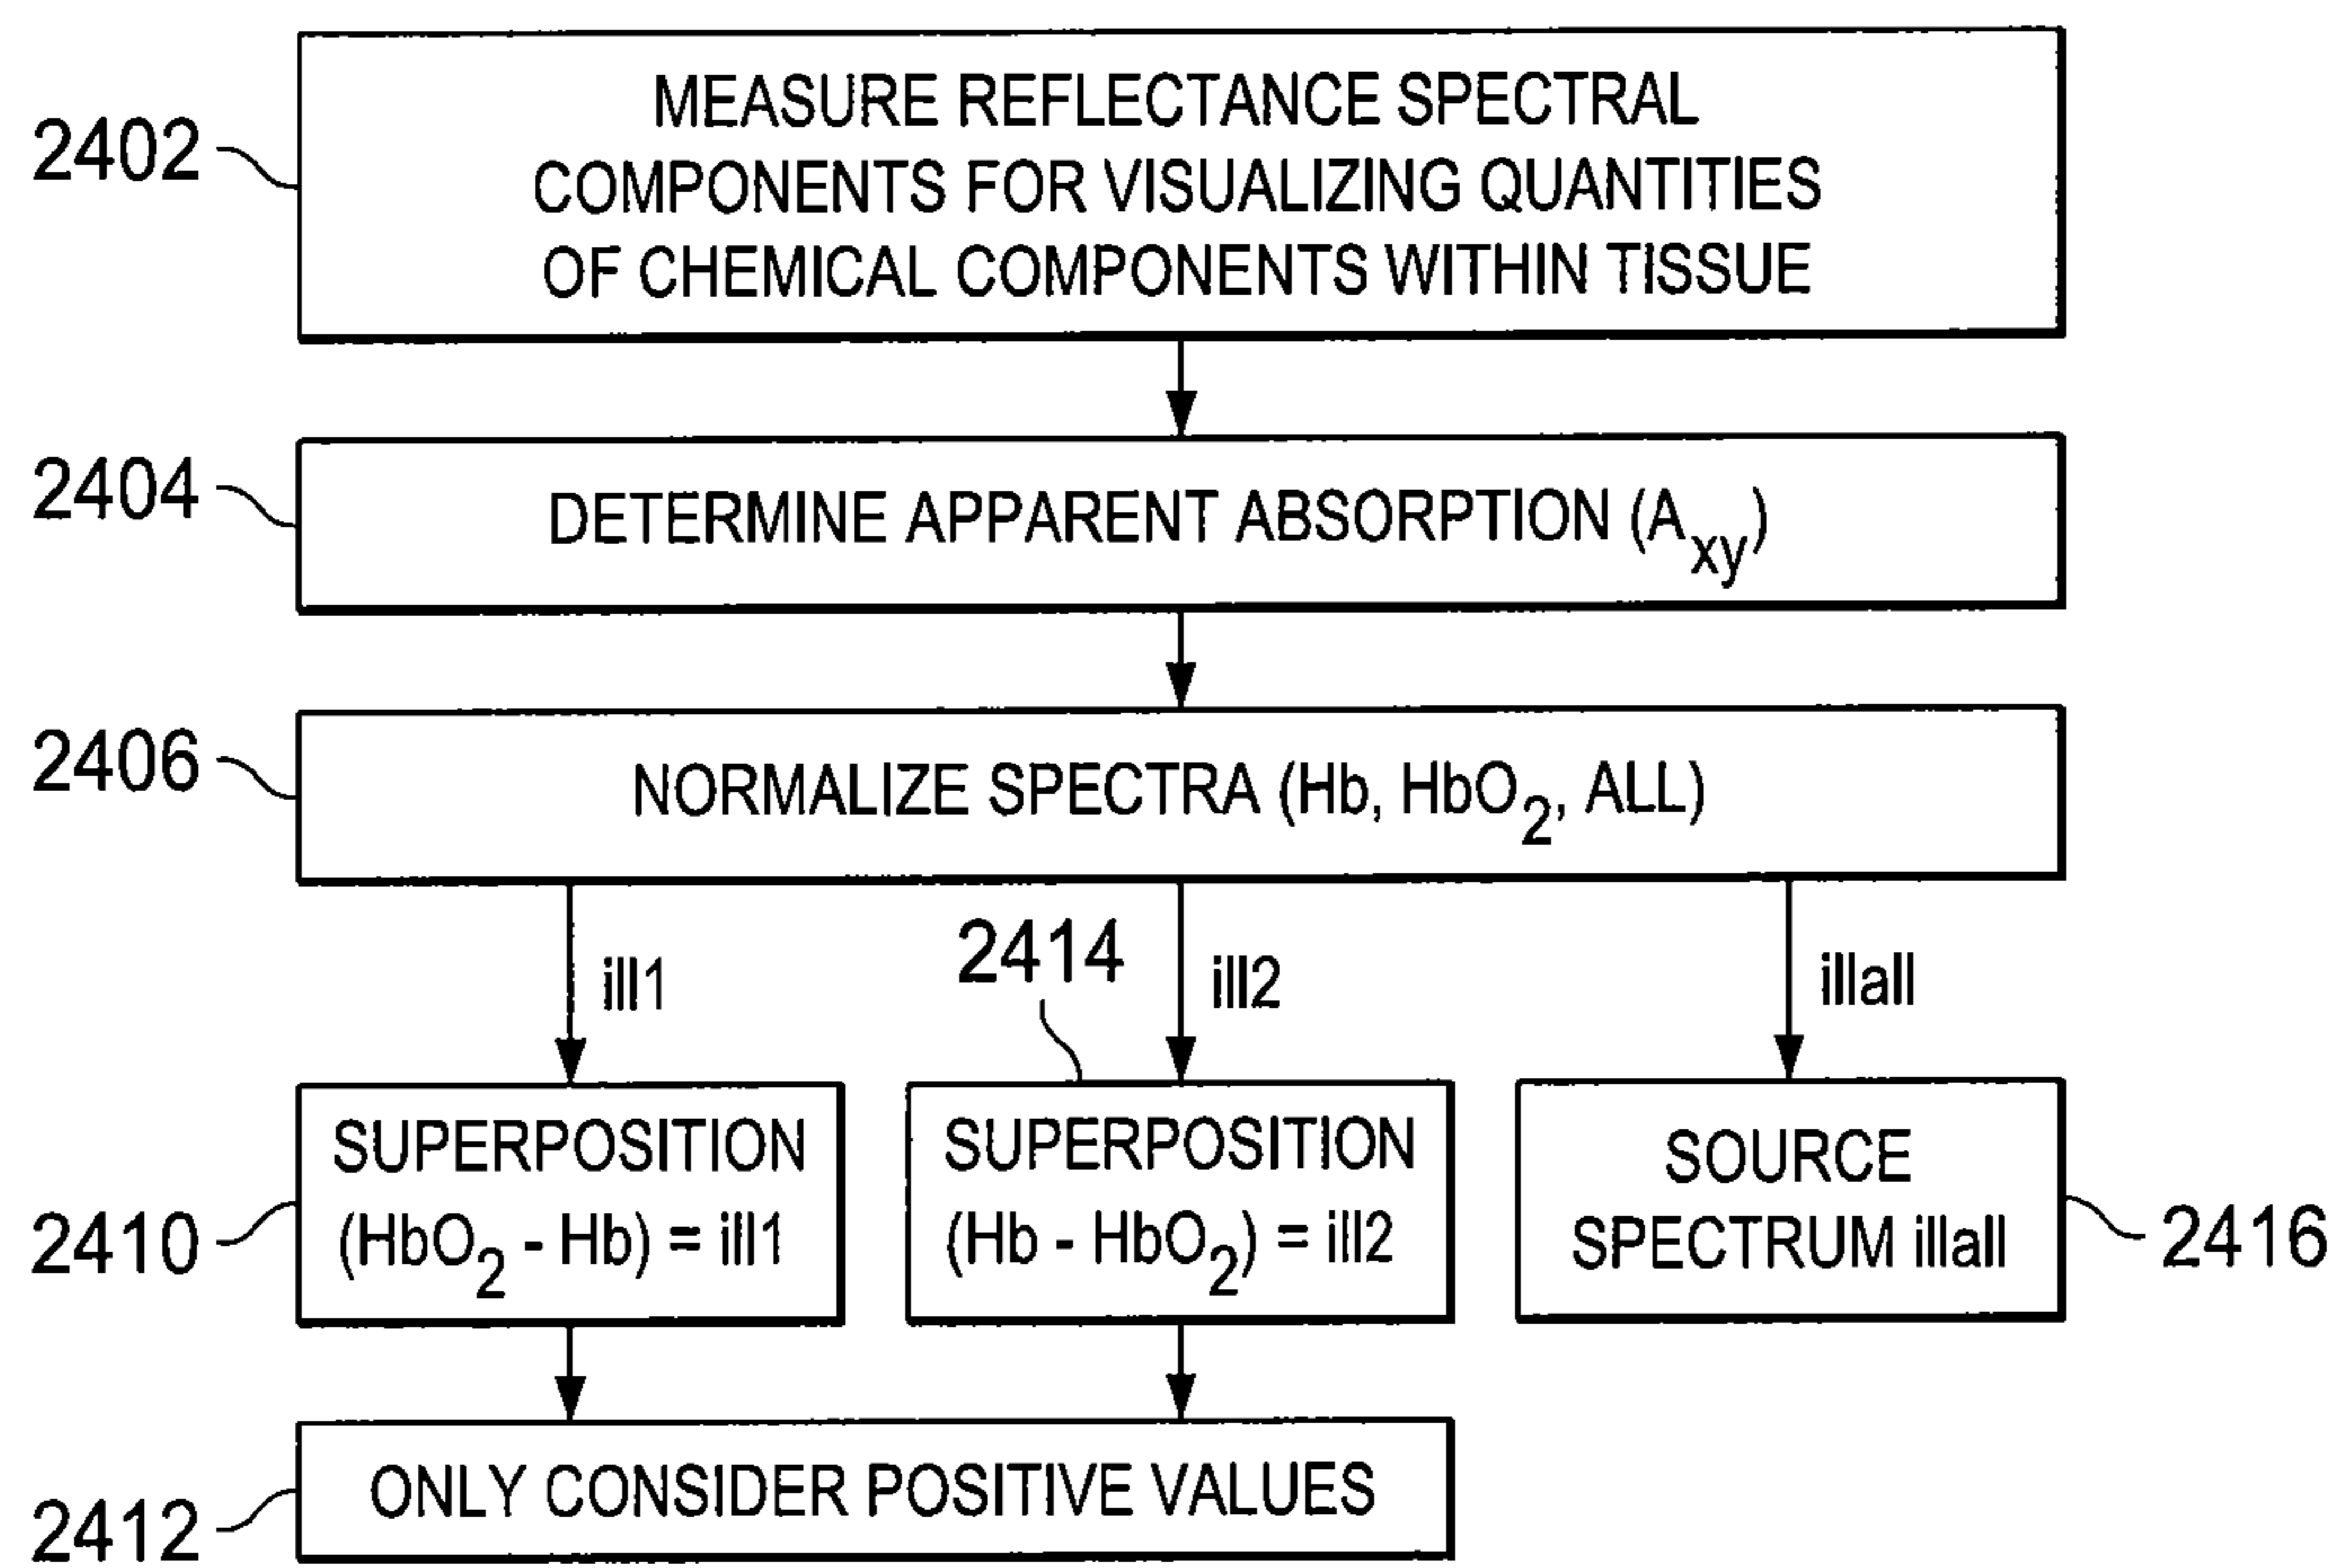 2402
MEASURE REFLECTANCE SPECTRAL
COMPONENTS FOR VISUALIZING QUANTITIES
OF CHEMICAL COMPONENTS WITHIN TISSUE
2404
DETERMINE APPARENT ABSORPTION (A_xy)
2406
NORMALIZE SPECTRA (Hb, HbO₂, ALL)
ill1
2414
ill2
illall
2410
SUPERPOSITION
(HbO₂ - Hb) = ill1
SUPERPOSITION
(Hb - HbO₂) = ill2
SOURCE
SPECTRUM illall
2416
2412
ONLY CONSIDER POSITIVE VALUES